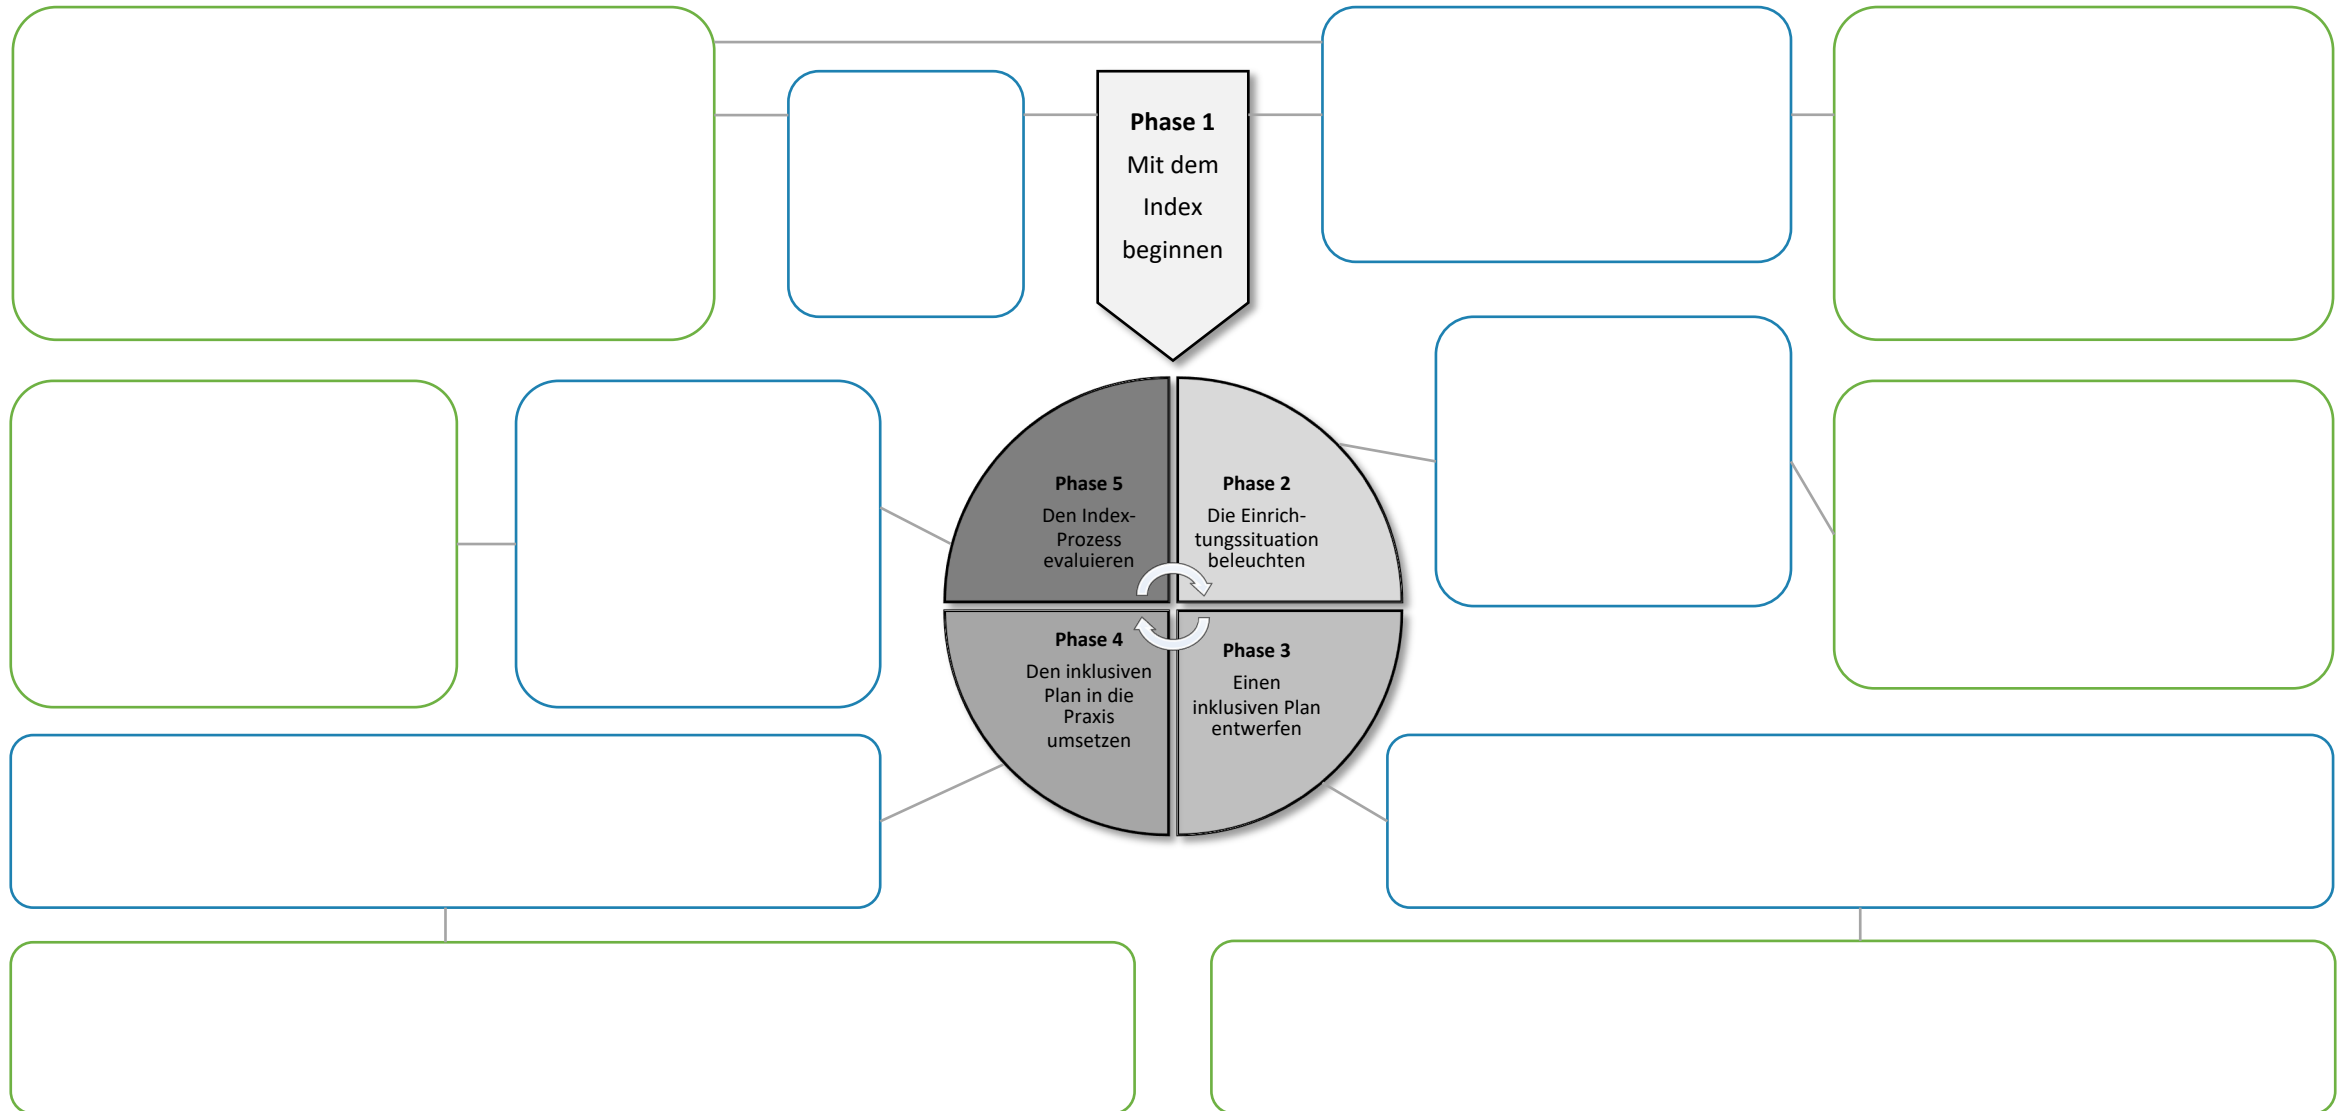 Phase 1
Mit dem
Index
beginnen
Phase 5
Den Index-
Prozess
evaluieren
Phase 2
Die Einrich-
tungssituation
beleuchten
Phase 4
Den inklusiven
Plan in die
Praxis
umsetzen
Phase 3
Einen
inklusiven Plan
entwerfen